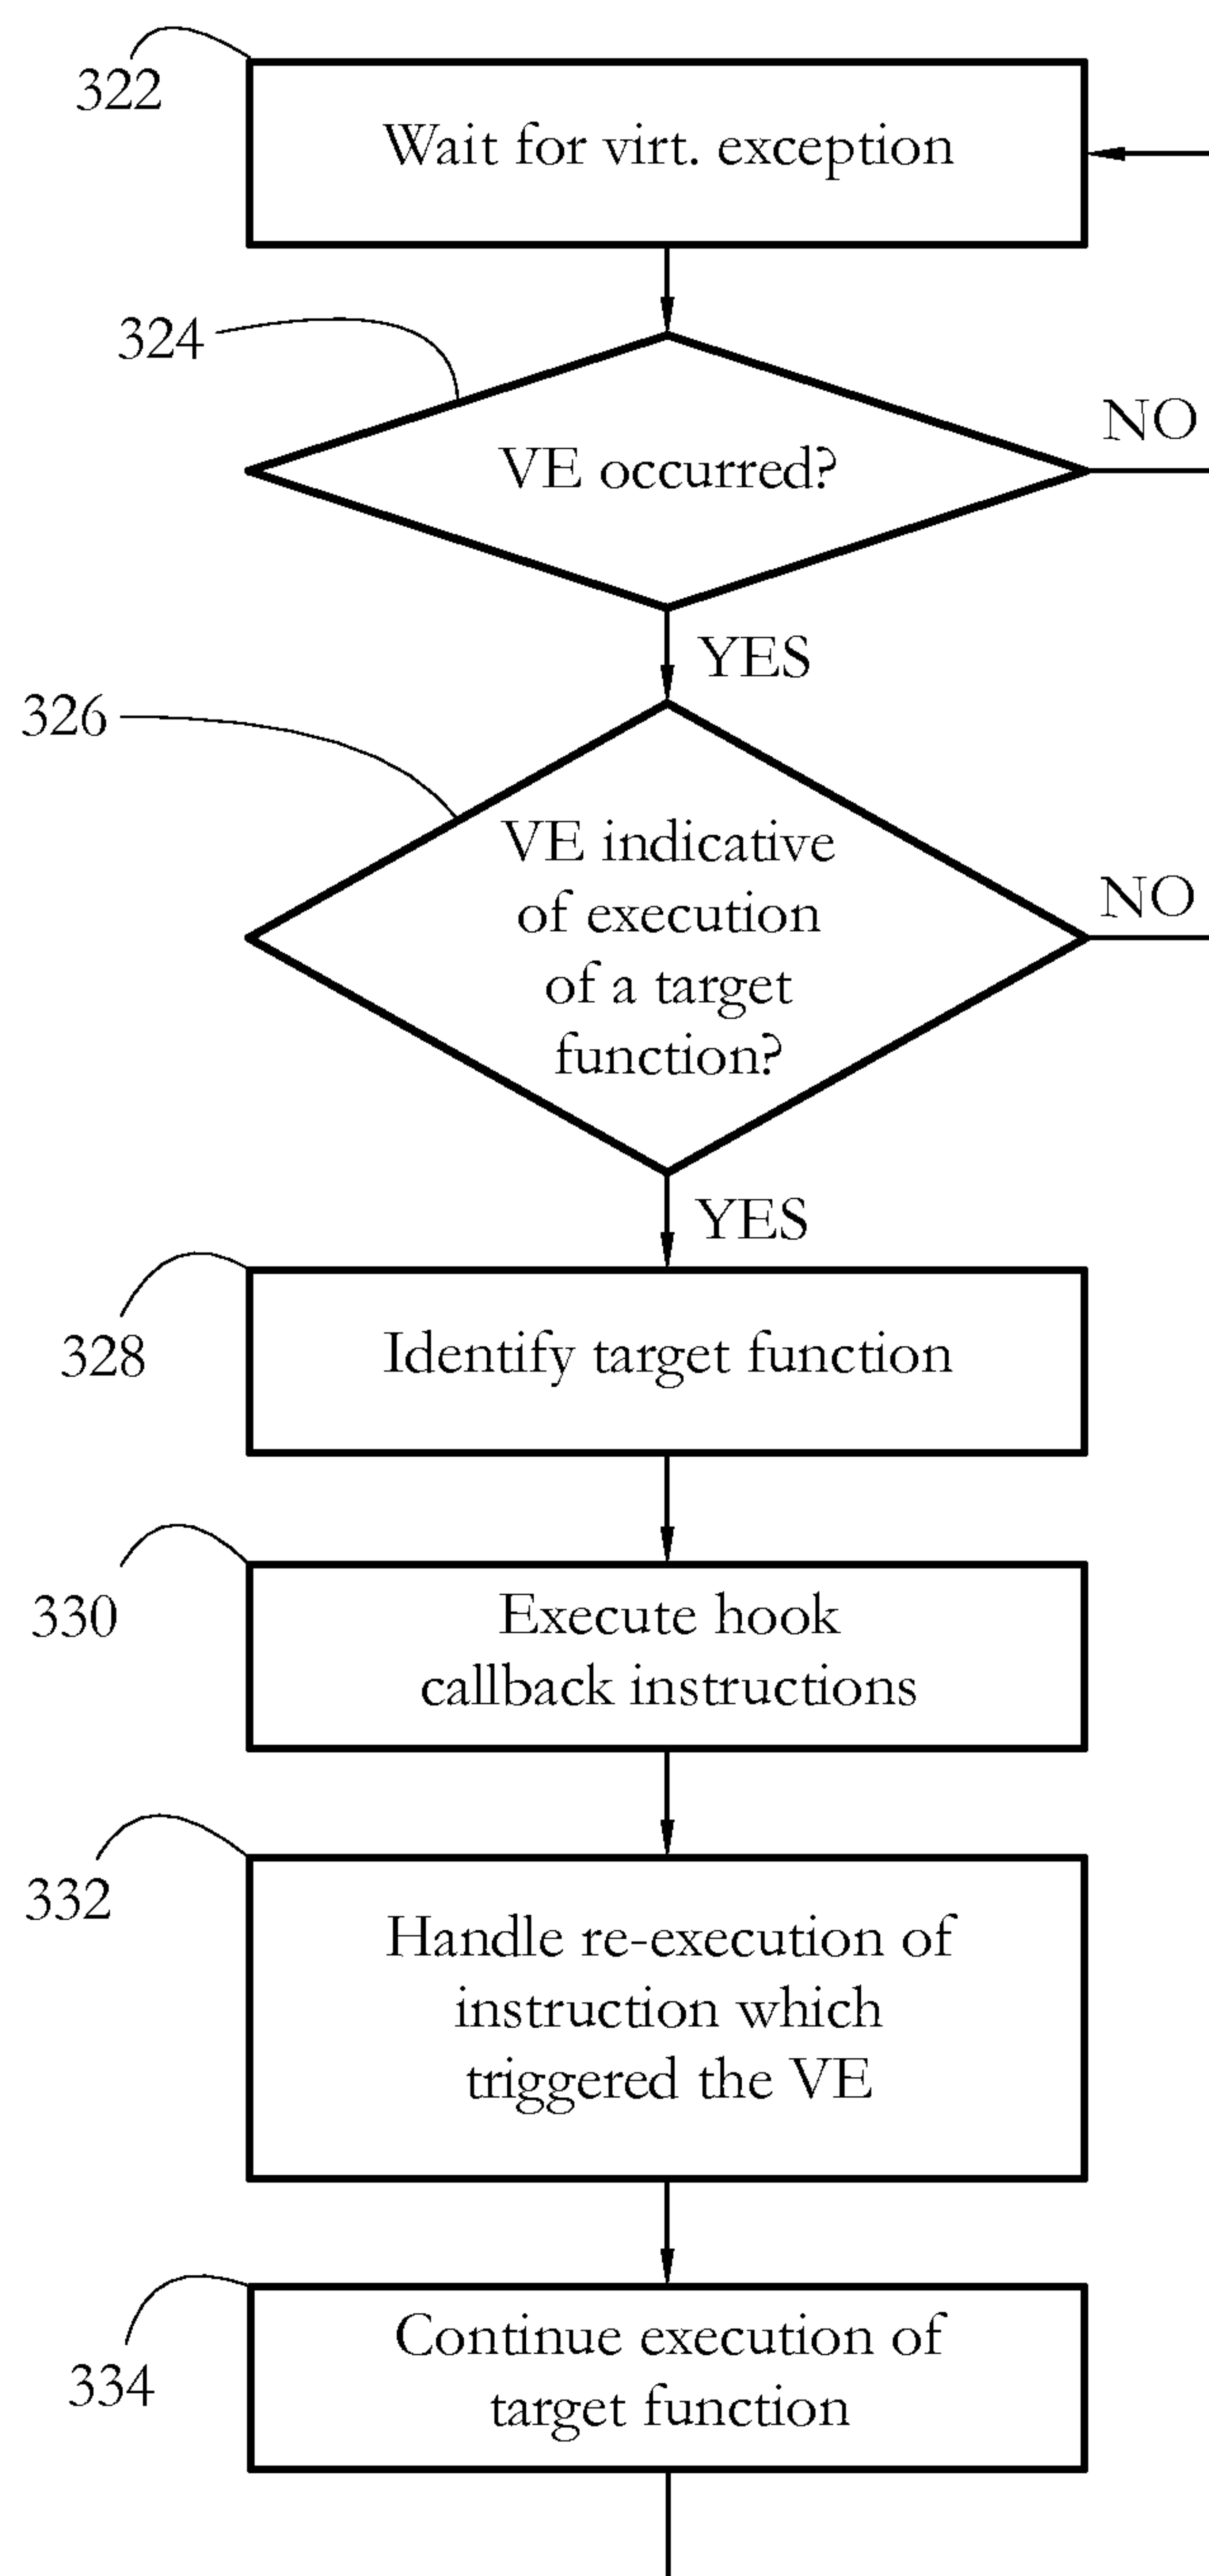 322
Wait for virt. exception
324
VE occurred?
NO
YES
326
VE indicative
of execution
of a target
function?
NO
YES
328
Identify target function
330
Execute hook
callback instructions
332
Handle re-execution of
instruction which
triggered the VE
334
Continue execution of
target function